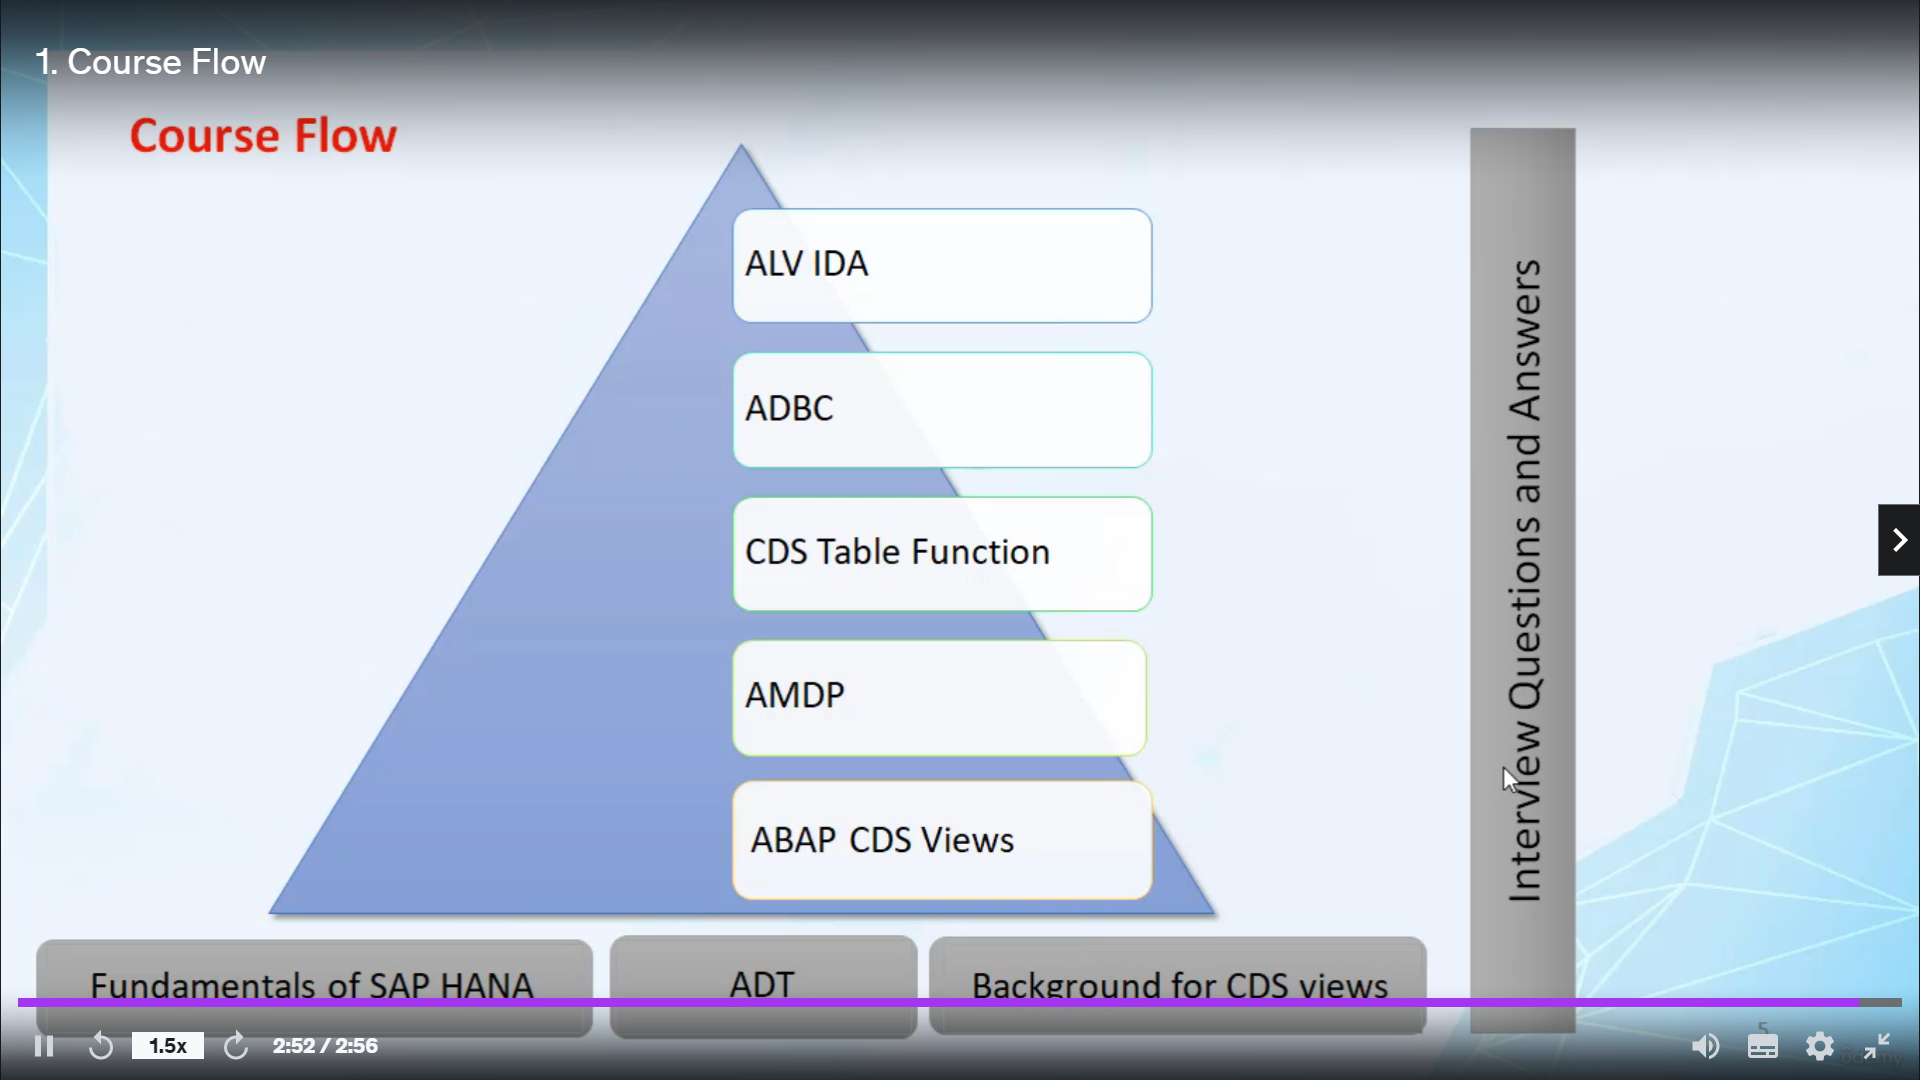 1. Course Flow
Course Flow
ALV IDA
ADBC
CDS Table Function
AMDP
ABAP CDS Views
Interview Questions and Answers
Fundamentals of SAP HANA
ADT
Background for CDS views
5
1.5x
2:52 / 2:56